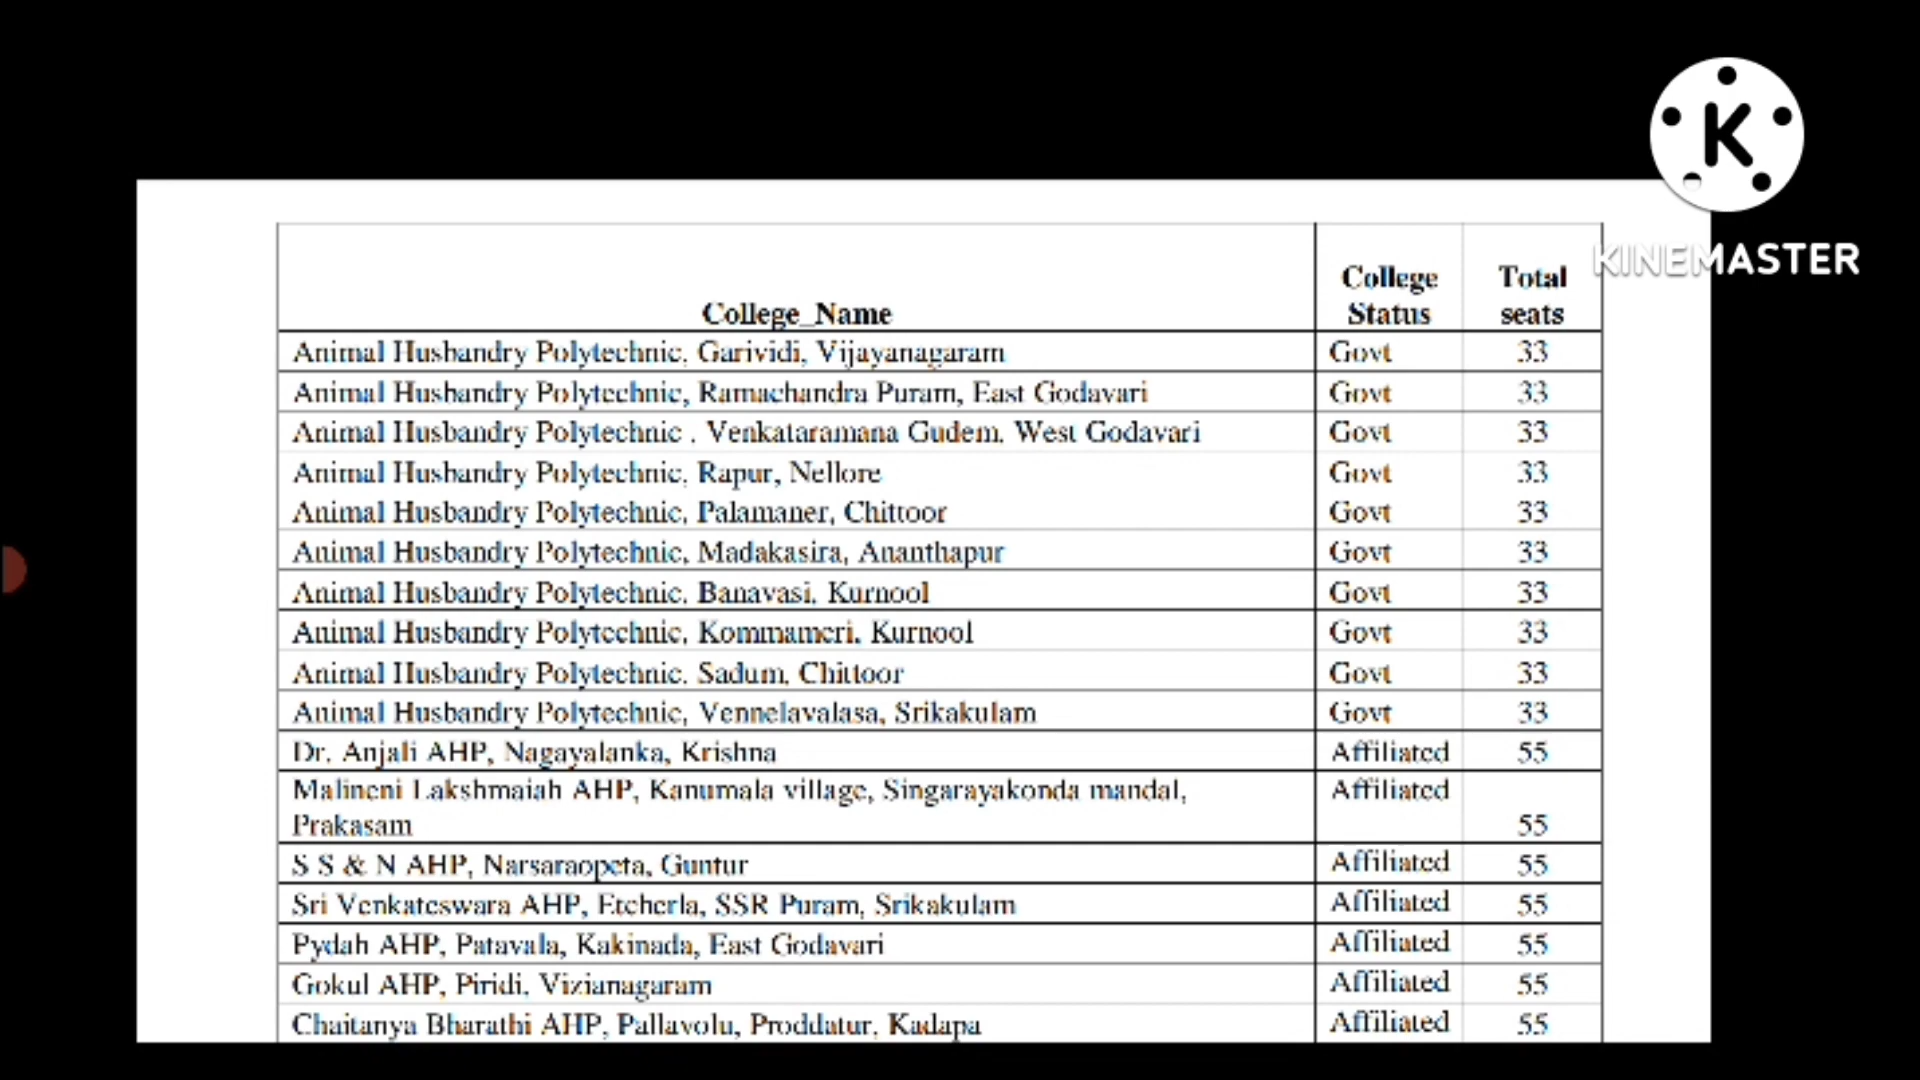 K
KINEMASTER
College Total
College_Name Status seats
Animal Husbandry Polytechnic, Garividi, Vijayanagaram Govt 33
Animal Husbandry Polytechnic, Ramachandra Puram, East Godavari Govt 33
Animal Husbandry Polytechnic , Venkataramana Gudem, West Godavari Govt 33
Animal Husbandry Polytechnic, Rapur, Nellore Govt 33
Animal Husbandry Polytechnic, Palamaner, Chittoor Govt 33
Animal Husbandry Polytechnic, Madakasira, Ananthapur Govt 33
Animal Husbandry Polytechnic, Banavasi, Kurnool Govt 33
Animal Husbandry Polytechnic, Kommameri, Kurnool Govt 33
Animal Husbandry Polytechnic, Sadum, Chittoor Govt 33
Animal Husbandry Polytechnic, Vennelavalasa, Srikakulam Govt 33
Dr. Anjali AHP, Nagayalanka, Krishna Affiliated 55
Malineni Lakshmaiah AHP, Kanumala village, Singarayakonda mandal, Affiliated
Prakasam 55
S S & N AHP, Narsaraopeta, Guntur Affiliated 55
Sri Venkateswara AHP, Etcherla, SSR Puram, Srikakulam Affiliated 55
Pydah AHP, Patavala, Kakinada, East Godavari Affiliated 55
Gokul AHP, Piridi, Vizianagaram Affiliated 55
Chaitanya Bharathi AHP, Pallavolu, Proddatur, Kadapa Affiliated 55